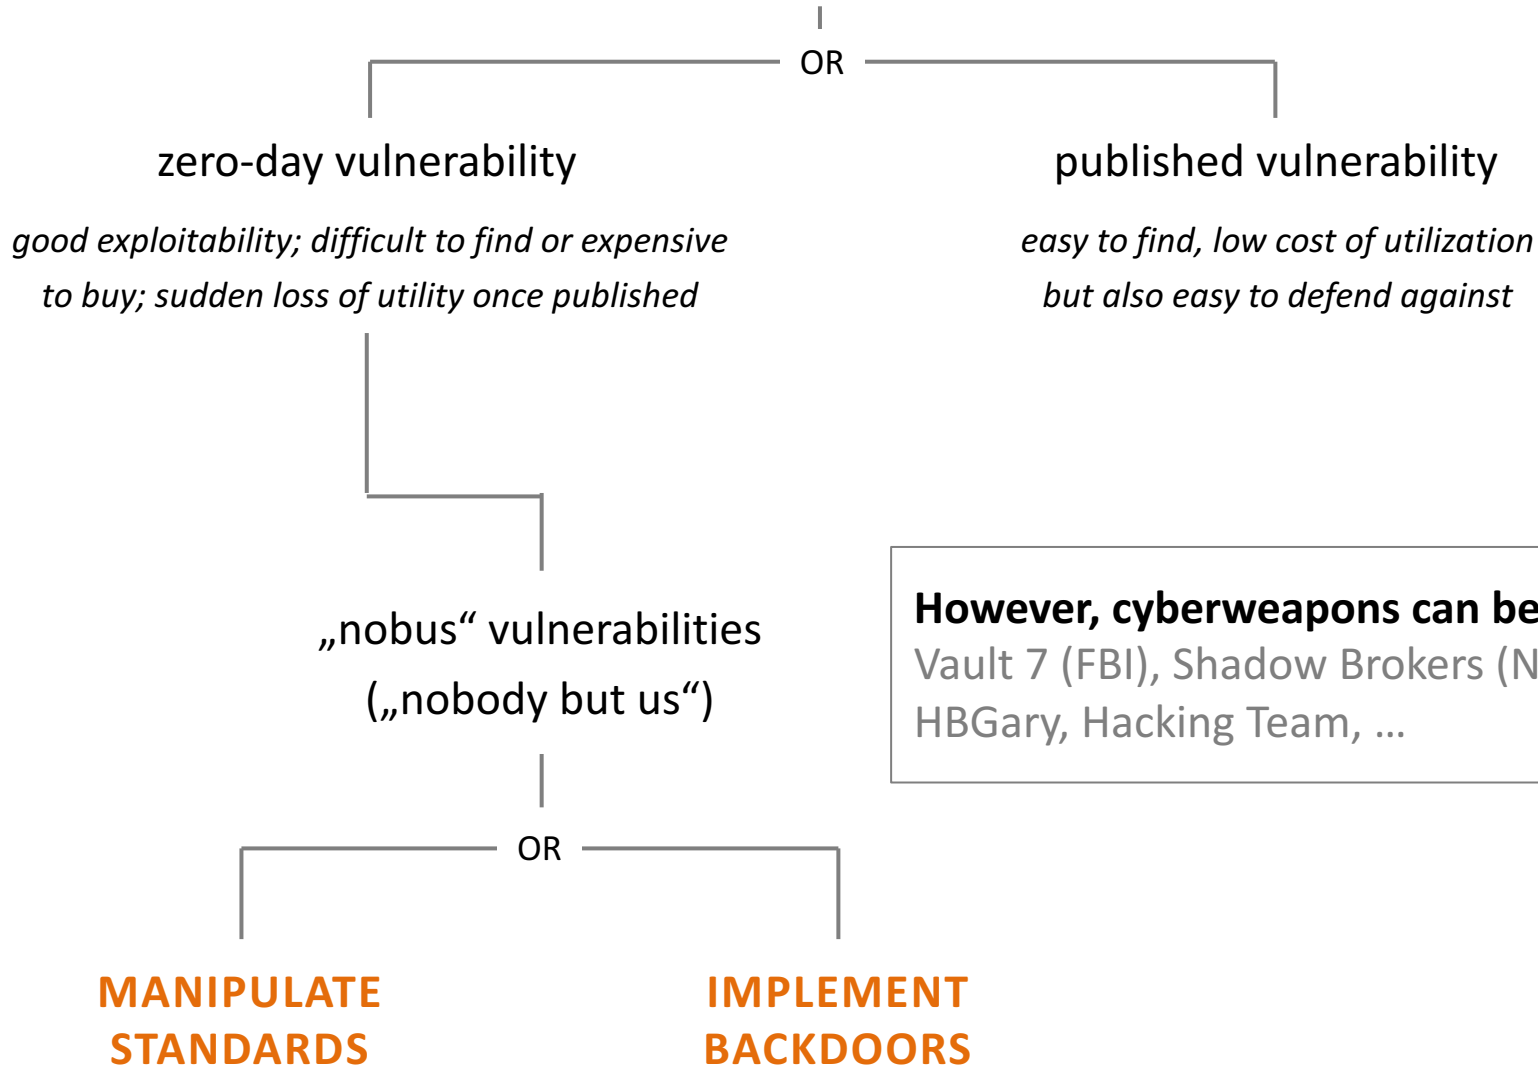 OR
zero-day vulnerability
published vulnerability
good exploitability; difficult to find or expensive
to buy; sudden loss of utility once published
easy to find, low cost of utilization
but also easy to defend against
„nobus“ vulnerabilities
(„nobody but us“)
However, cyberweapons can be
Vault 7 (FBI), Shadow Brokers (N
HBGary, Hacking Team, …
OR
MANIPULATE
STANDARDS
IMPLEMENT
BACKDOORS